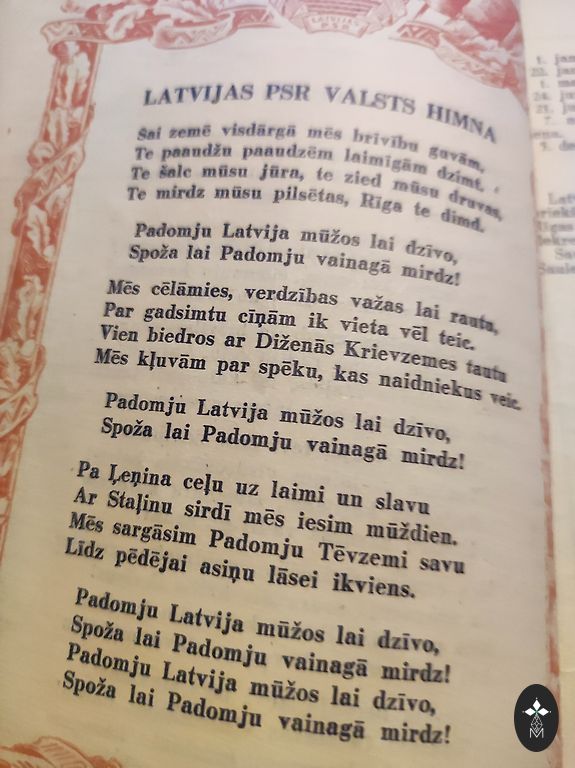 LATVIJAS PSR VALSTS HIMNA
Šai zemē visdārgā mēs brīvību guvām,
Te paaudžu paaudzēm laimīgām dzimt.
Te šalc mūsu jūra, te zied mūsu druvas,
Te mirdz mūsu pilsētas, Rīga te dimd.
Padomju Latvija mūžos lai dzīvo,
Spoža lai Padomju vainagā mirdz!
Mēs cēlāmies, verdzības važas lai rautu,
Par gadsimtu cīņām ik vieta vēl teic.
Vien biedros ar Diženās Krievzemes tautu
Mēs kļuvām par spēku, kas naidniekus veic.
Padomju Latvija mūžos lai dzīvo,
Spoža lai Padomju vainagā mirdz!
Pa Ļeņina ceļu uz laimi un slavu
Ar Staļinu sirdī mēs iesim mūždien.
Mēs sargāsim Padomju Tēvzemi savu
Līdz pēdējai asiņu lāsei ikviens.
Padomju Latvija mūžos lai dzīvo,
Spoža lai Padomju vainagā mirdz!
Padomju Latvija mūžos lai dzīvo,
Spoža lai Padomju vainagā mirdz!